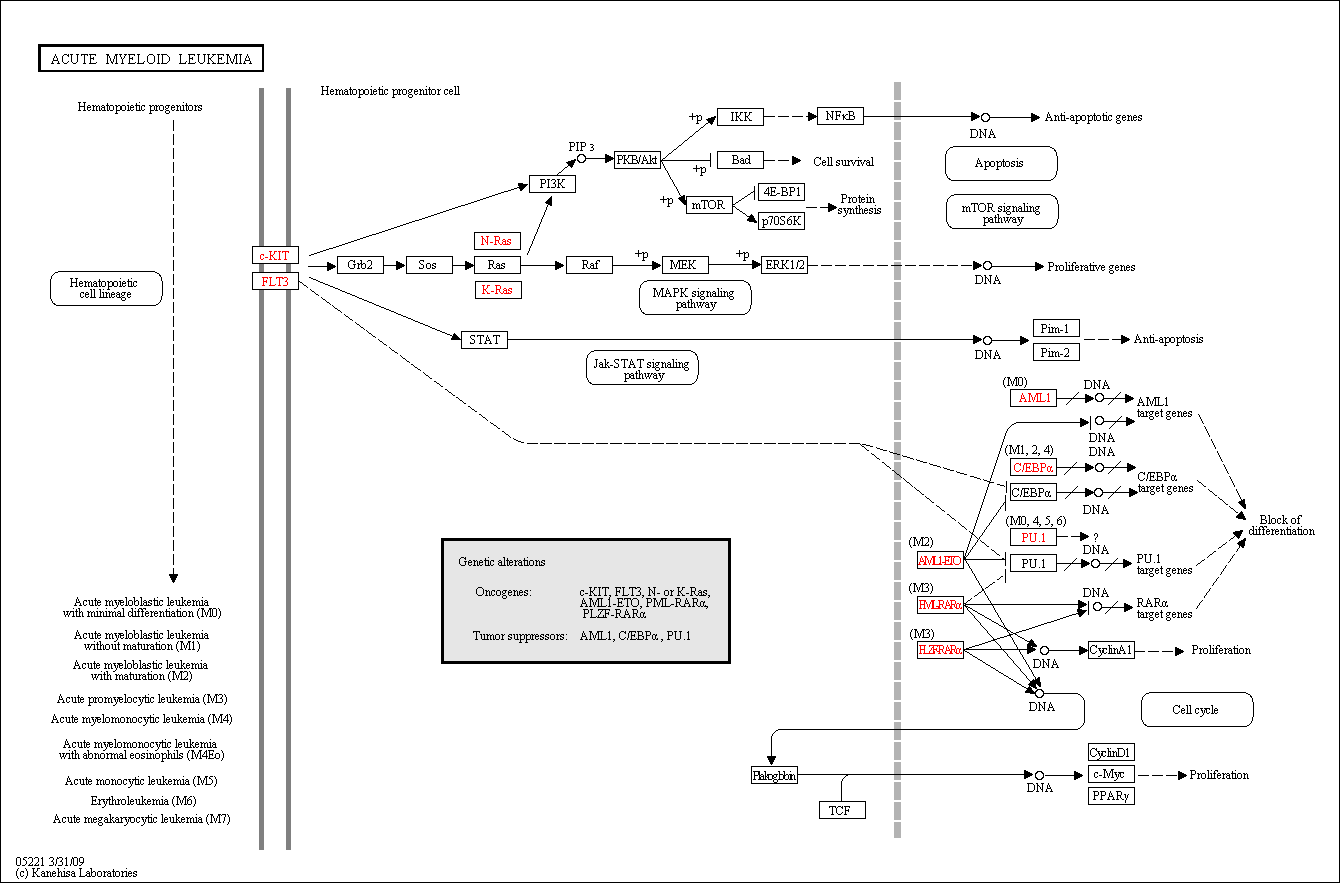 ACUTE MYELOID LEUKEMIA
Hematopoietic progenitors
Hematopoietic progenitor cell
+p
IKK
NFκB
DNA
Anti-apoptotic genes
PIP 3
PKB/Akt
+p
Bad
Cell survival
Apoptosis
PI3K
+p
mTOR
4E-BP1
p70S6K
Protein
synthesis
mTOR signaling
pathway
c-KIT
FLT3
Grb2
Sos
N-Ras
Ras
K-Ras
Raf
+p
MEK
+p
ERK1/2
DNA
Proliferative genes
MAPK signaling
pathway
Hematopoietic
cell lineage
STAT
DNA
Pim-1
Pim-2
Anti-apoptosis
Jak-STAT signaling
pathway
(M0)
AML1
DNA
AML1
target genes
DNA
(M1, 2, 4)
DNA
C/EBPα
C/EBPα
C/EBPα
target genes
DNA
(M0, 4, 5, 6)
PU.1
?
DNA
PU.1
PU.1
target genes
Block of
differentiation
(M2)
AML1-ETO
(M3)
PML-RARα
DNA
RARα
target genes
(M3)
PLZF-RARα
DNA
CyclinA1
Proliferation
DNA
Cell cycle
Genetic alterations
Oncogenes: c-KIT, FLT3, N- or K-Ras,
AML1-ETO, PML-RARα,
PLZF-RARα
Tumor suppressors: AML1, C/EBPα, PU.1
Acute myeloblastic leukemia
with minimal differentiation (M0)
Acute myeloblastic leukemia
without maturation (M1)
Acute myeloblastic leukemia
with maturation (M2)
Acute promyelocytic leukemia (M3)
Acute myelomonocytic leukemia (M4)
Acute myelomonocytic leukemia
with abnormal eosinophils (M4Eo)
Acute monocytic leukemia (M5)
Erythroleukemia (M6)
Acute megakaryocytic leukemia (M7)
Plakoglobin
TCF
DNA
CyclinD1
c-Myc
PPARγ
Proliferation
05221 3/31/09
(c) Kanehisa Laboratories